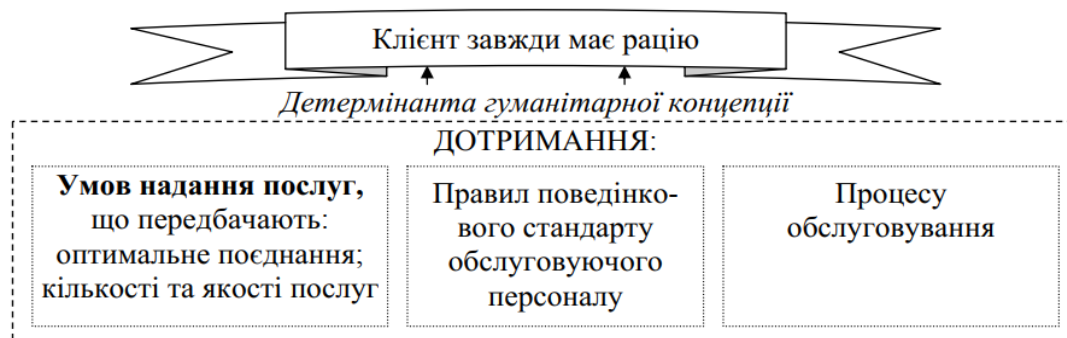 Клієнт завжди має рацію
Детермінанта гуманітарної концепції
ДОТРИМАННЯ:
Умов надання послуг,
що передбачають:
оптимальне поєднання;
кількості та якості послуг
Правил поведінко-
вого стандарту
обслуговуючого
персоналу
Процесу
обслуговування